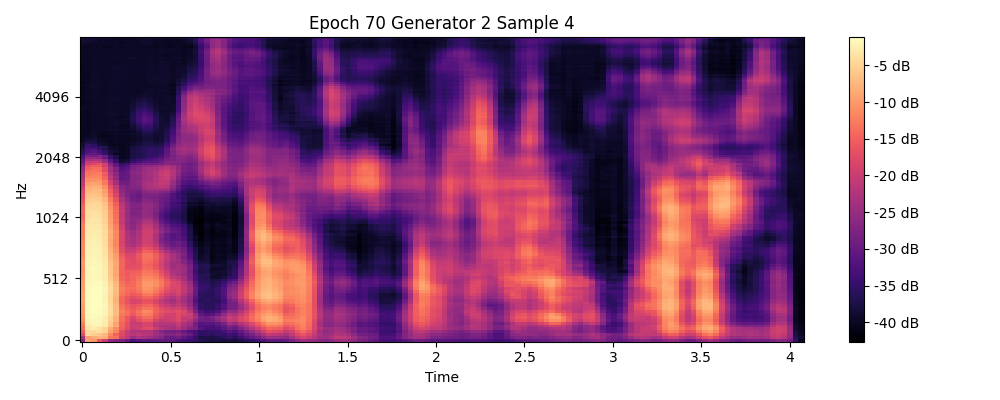 Epoch 70 Generator 2 Sample 4
Hz
4096
2048
1024
512
0
0
0.5
1
1.5
2
2.5
3
3.5
4
Time
-5 dB
-10 dB
-15 dB
-20 dB
-25 dB
-30 dB
-35 dB
-40 dB